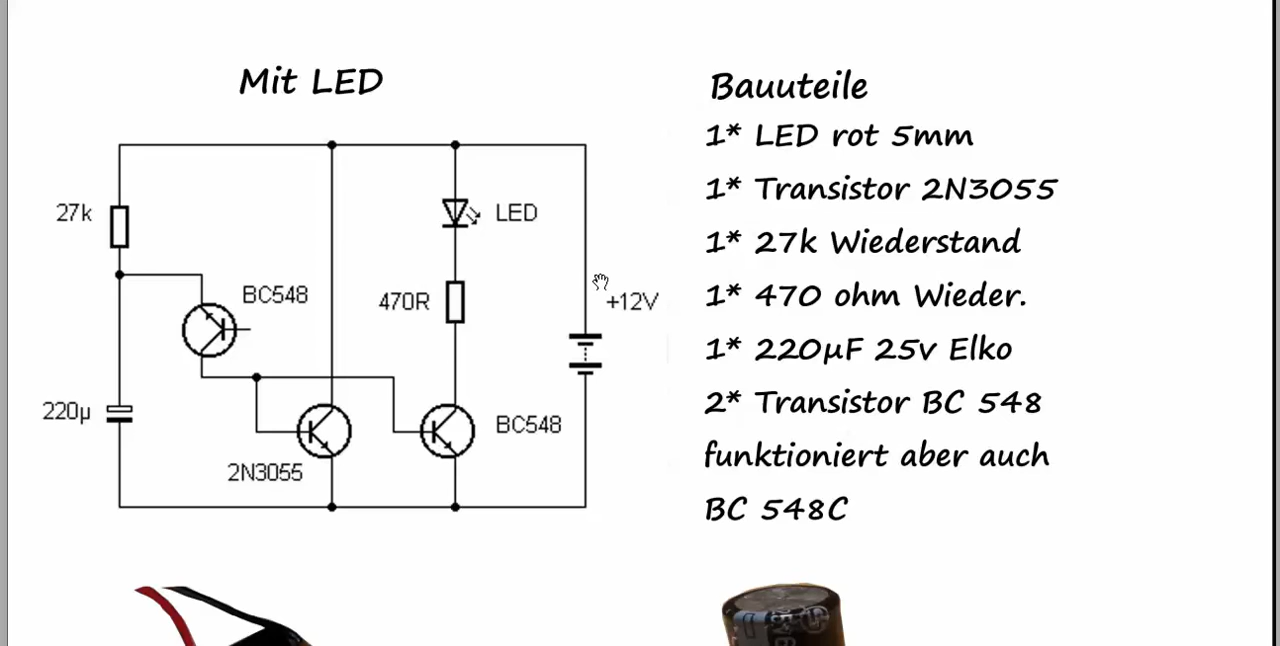 Mit LED
27k
BC548
220µ
2N3055
LED
470R
BC548
+12V
Bauuteile
1* LED rot 5mm
1* Transistor 2N3055
1* 27k Wiederstand
1* 470 ohm Wieder.
1* 220µF 25v Elko
2* Transistor BC 548
funktioniert aber auch
BC 548C